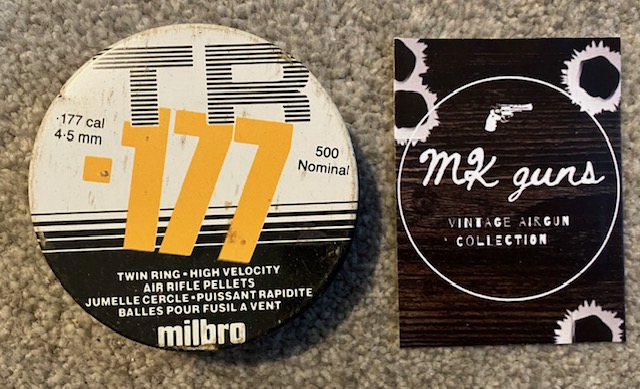 TR
.177 cal
4.5 mm
.177
500
Nominal
TWIN RING • HIGH VELOCITY
AIR RIFLE PELLETS
JUMELLE CERCLE • PUISSANT RAPIDITE
BALLES POUR FUSIL A VENT
milbro
MK guns
VINTAGE AIRGUN
COLLECTION